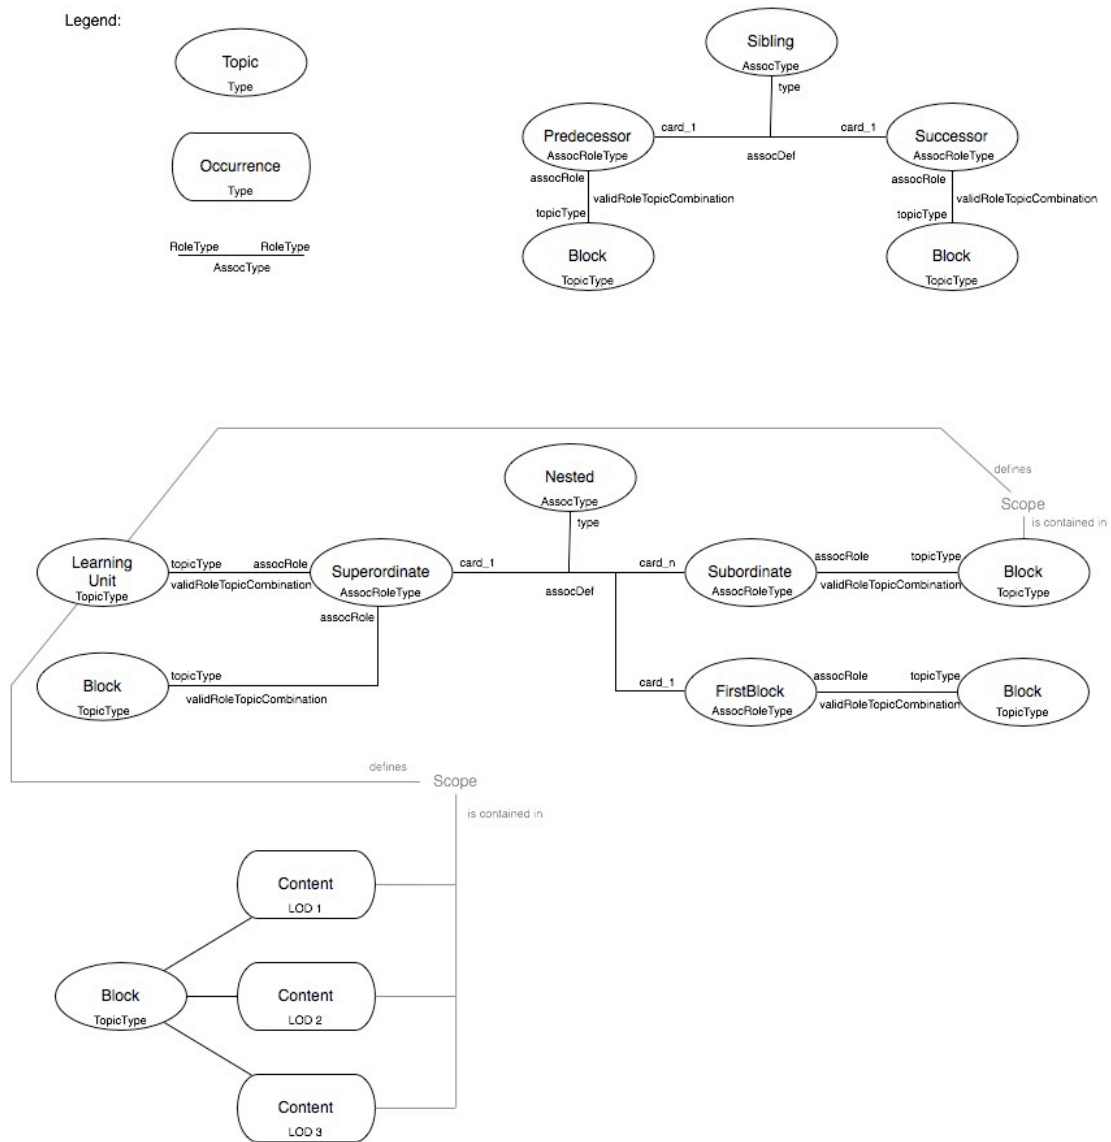 Legend:
Topic
Type
Occurrence
Type
RoleType RoleType
AssocType
Sibling
AssocType
type
Predecessor
AssocRoleType
card_1
card_1
assocDef
Successor
AssocRoleType
assocRole
validRoleTopicCombination
topicType
Block
TopicType
assocRole
validRoleTopicCombination
topicType
Block
TopicType
defines
Scope
is contained in
Nested
AssocType
type
Learning
Unit
TopicType
topicType
assocRole
validRoleTopicCombination
Superordinate
AssocRoleType
assocRole
card_1
assocDef
card_n
Subordinate
AssocRoleType
assocRole
topicType
validRoleTopicCombination
Block
TopicType
Block
TopicType
topicType
validRoleTopicCombination
card_1
FirstBlock
AssocRoleType
assocRole
topicType
validRoleTopicCombination
Block
TopicType
defines
Scope
is contained in
Content
LOD 1
Block
TopicType
Content
LOD 2
Content
LOD 3